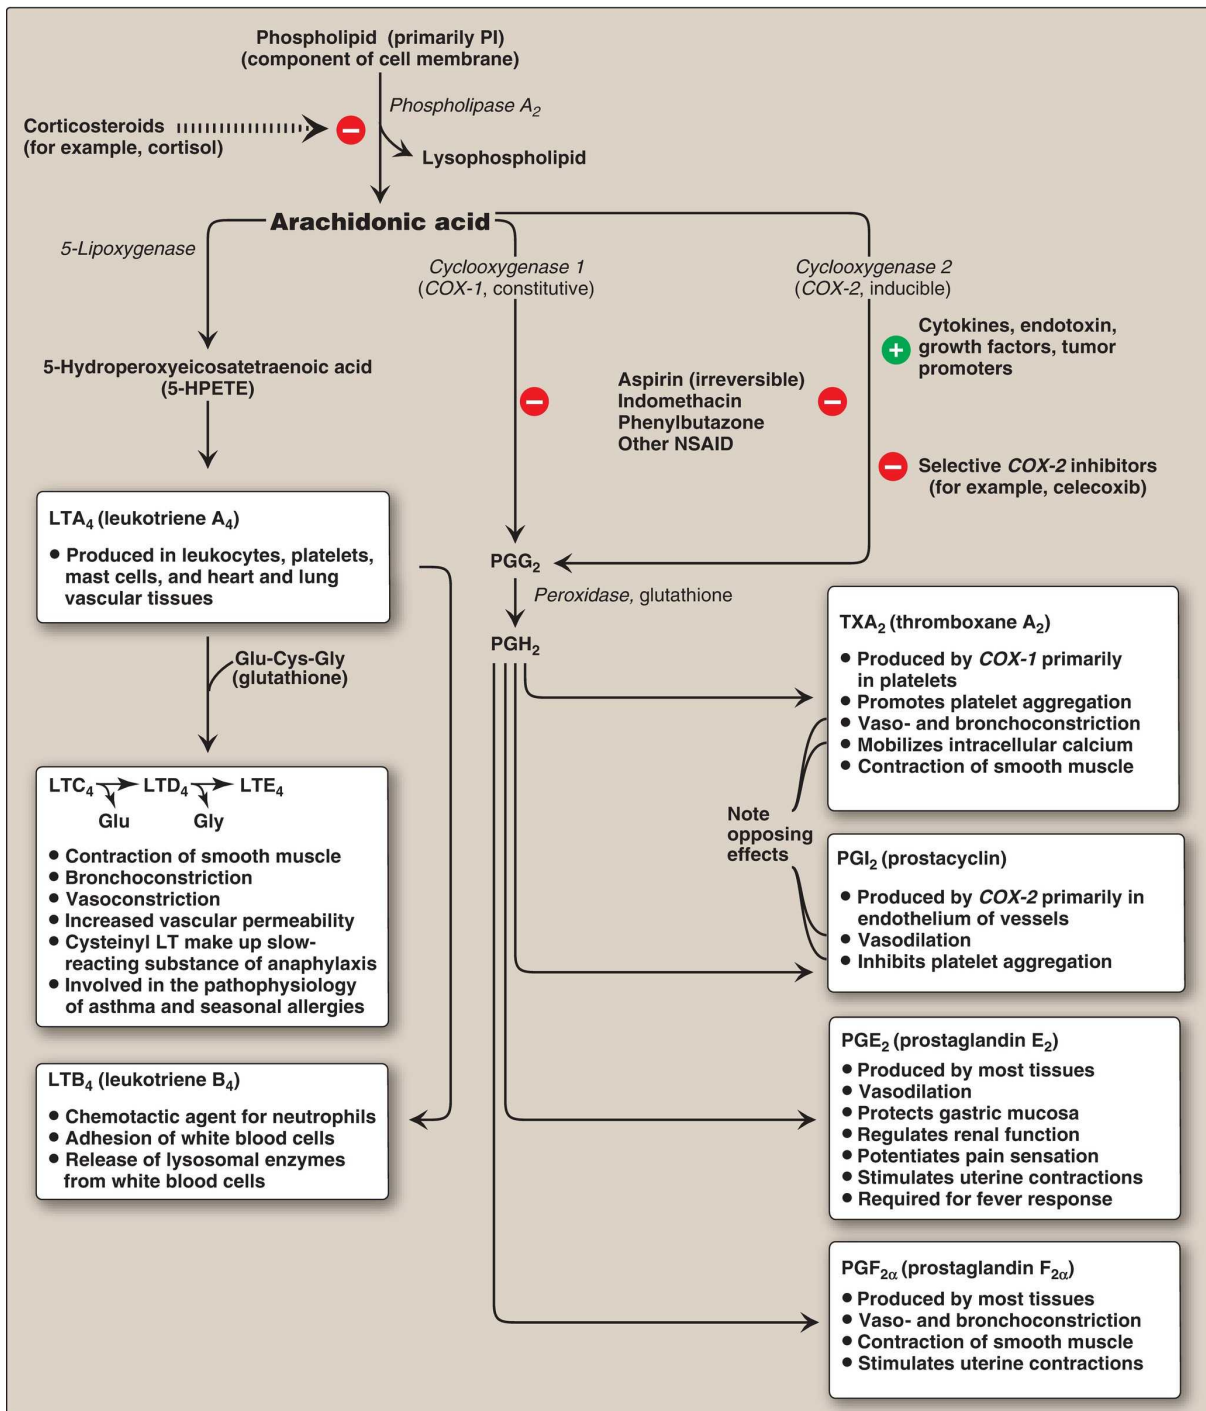 Phospholipid (primarily PI)
(component of cell membrane)
Phospholipase A₂
Corticosteroids
(for example, cortisol)
Lysophospholipid
Arachidonic acid
5-Lipoxygenase
Cyclooxygenase 1
(COX-1, constitutive)
Cyclooxygenase 2
(COX-2, inducible)
Cytokines, endotoxin,
growth factors, tumor
promoters
5-Hydroperoxyeicosatetraenoic acid
(5-HPETE)
Aspirin (irreversible)
Indomethacin
Phenylbutazone
Other NSAID
Selective COX-2 inhibitors
(for example, celecoxib)
LTA₄ (leukotriene A₄)
• Produced in leukocytes, platelets,
mast cells, and heart and lung
vascular tissues
PGG₂
Peroxidase, glutathione
PGH₂
Glu-Cys-Gly
(glutathione)
TXA₂ (thromboxane A₂)
• Produced by COX-1 primarily
in platelets
• Promotes platelet aggregation
• Vaso- and bronchoconstriction
• Mobilizes intracellular calcium
• Contraction of smooth muscle
Note
opposing
effects
LTC₄ LTD₄ LTE₄
Glu Gly
• Contraction of smooth muscle
• Bronchoconstriction
• Vasoconstriction
• Increased vascular permeability
• Cysteinyl LT make up slow-
reacting substance of anaphylaxis
• Involved in the pathophysiology
of asthma and seasonal allergies
PGI₂ (prostacyclin)
• Produced by COX-2 primarily in
endothelium of vessels
• Vasodilation
• Inhibits platelet aggregation
LTB₄ (leukotriene B₄)
• Chemotactic agent for neutrophils
• Adhesion of white blood cells
• Release of lysosomal enzymes
from white blood cells
PGE₂ (prostaglandin E₂)
• Produced by most tissues
• Vasodilation
• Protects gastric mucosa
• Regulates renal function
• Potentiates pain sensation
• Stimulates uterine contractions
• Required for fever response
PGF₂α (prostaglandin F₂α)
• Produced by most tissues
• Vaso- and bronchoconstriction
• Contraction of smooth muscle
• Stimulates uterine contractions